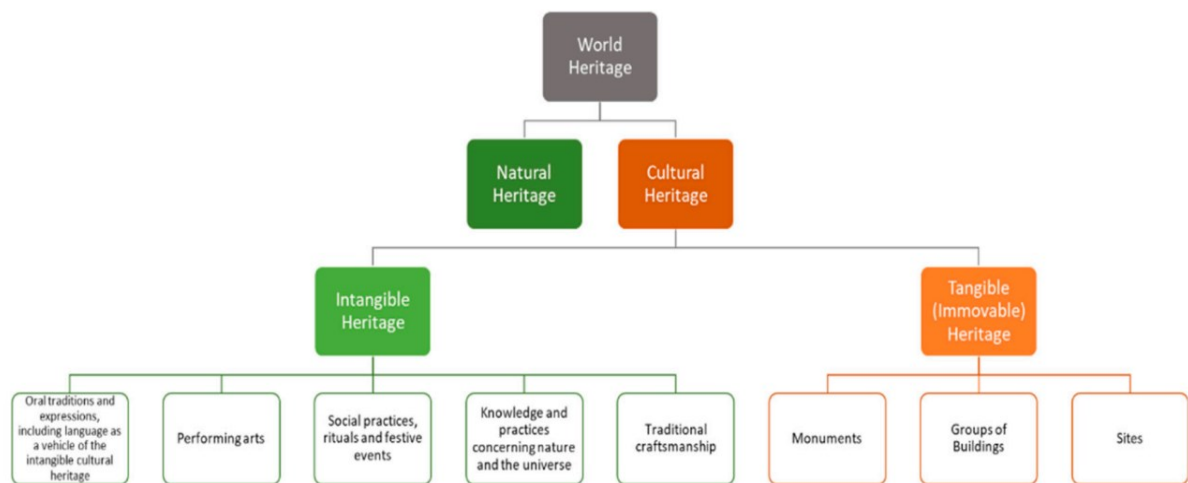 World
Heritage
Natural
Heritage
Cultural
Heritage
Intangible
Heritage
Tangible
(Immovable)
Heritage
Oral traditions and
expressions,
including language as
a vehicle of the
intangible cultural
heritage
Performing arts
Social practices,
rituals and festive
events
Knowledge and
practices
concerning nature
and the universe
Traditional
craftsmanship
Monuments
Groups of
Buildings
Sites